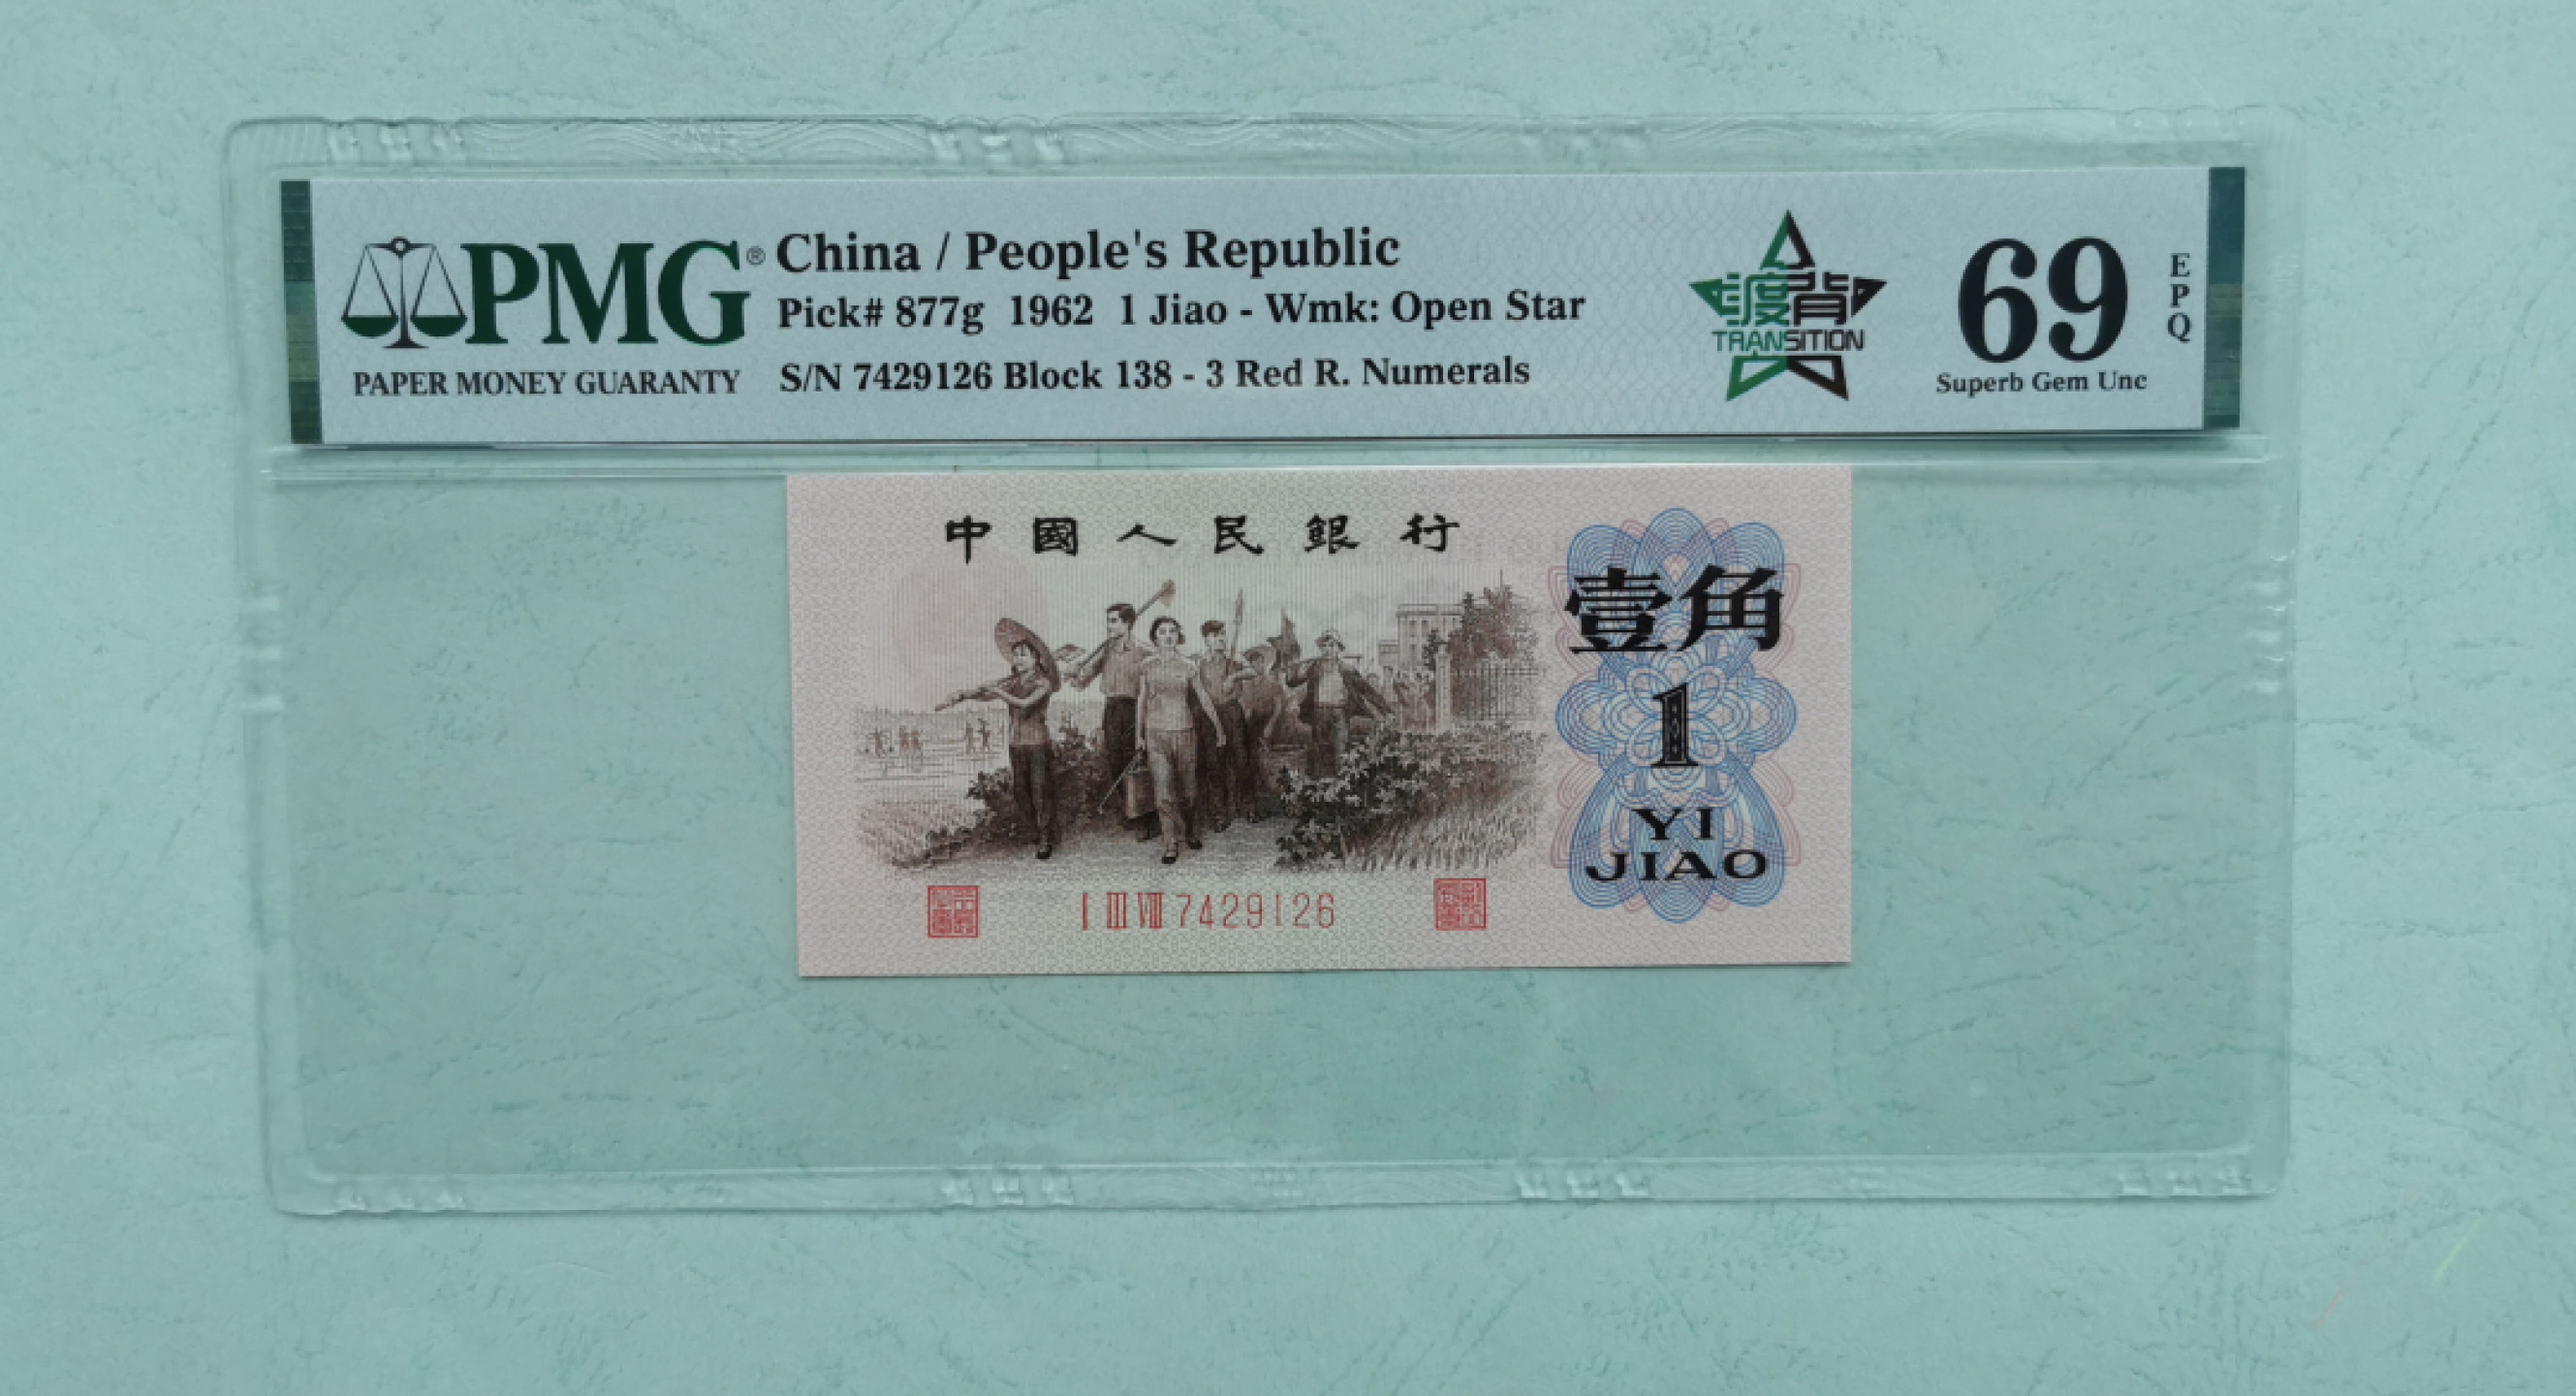 PMG®
PAPER MONEY GUARANTY
China / People's Republic
Pick# 877g 1962 1 Jiao - Wmk: Open Star
S/N 7429126 Block 138 - 3 Red R. Numerals
渡背
TRANSITION
69
EPQ
Superb Gem Unc
中國人民銀行
壹角
1
YI
JIAO
Ⅰ Ⅲ Ⅷ 7429126